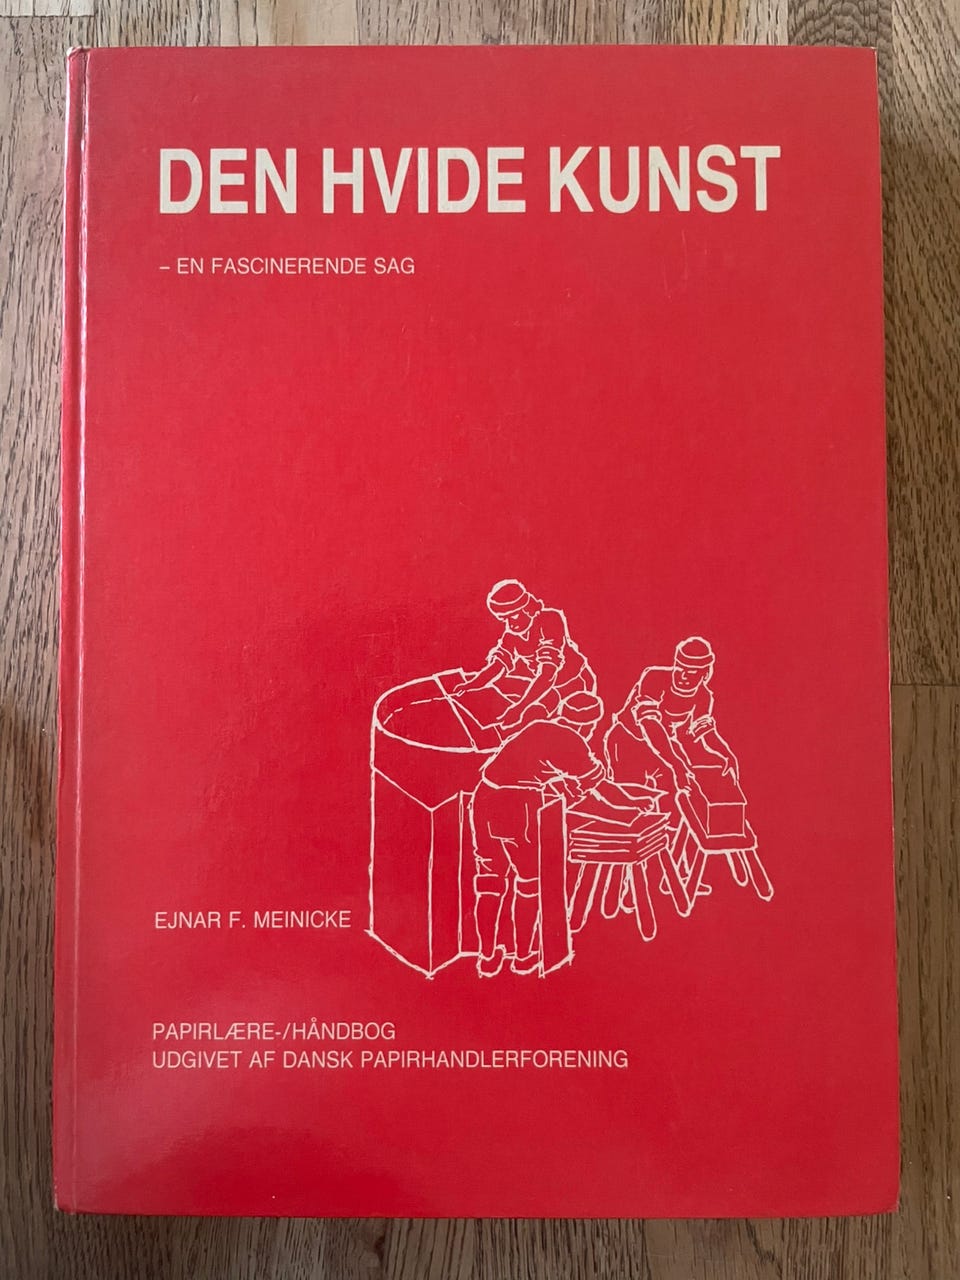 DEN HVIDE KUNST
– EN FASCINERENDE SAG
EJNAR F. MEINICKE
PAPIRLÆRE-/HÅNDBOG
UDGIVET AF DANSK PAPIRHANDLERFORENING